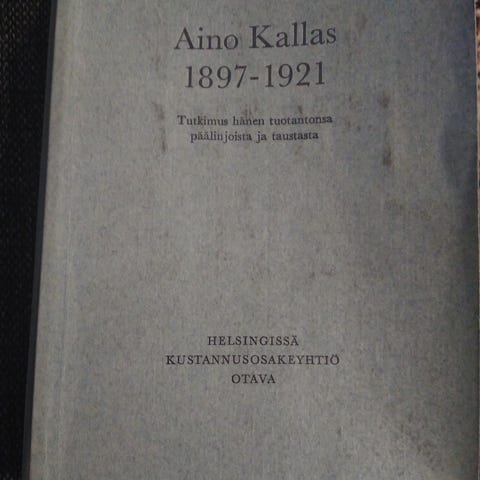 Aino Kallas
1897-1921
Tutkimus hänen tuotantonsa
päälinjoista ja taustasta
HELSINGISSÄ
KUSTANNUSOSAKEYHTIÖ
OTAVA